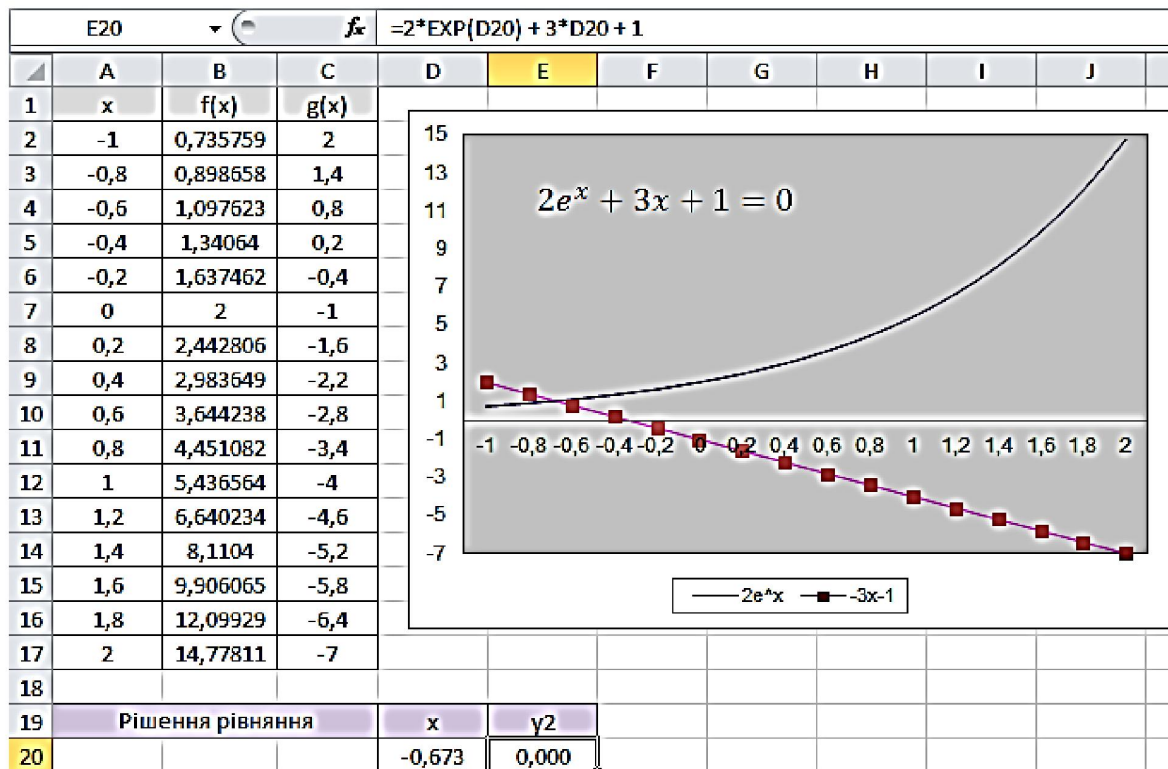 E20 fx =2*EXP(D20) + 3*D20 + 1
A B C D E F G H I J
1 x f(x) g(x)
2 -1 0,735759 2
3 -0,8 0,898658 1,4
4 -0,6 1,097623 0,8
5 -0,4 1,34064 0,2
6 -0,2 1,637462 -0,4
7 0 2 -1
8 0,2 2,442806 -1,6
9 0,4 2,983649 -2,2
10 0,6 3,644238 -2,8
11 0,8 4,451082 -3,4
12 1 5,436564 -4
13 1,2 6,640234 -4,6
14 1,4 8,1104 -5,2
15 1,6 9,906065 -5,8
16 1,8 12,09929 -6,4
17 2 14,77811 -7
18
19 Рішення рівняння x y2
20 -0,673 0,000
2eˣ + 3x + 1 = 0
15
13
11
9
7
5
3
1
-1
-3
-5
-7
-1 -0,8 -0,6 -0,4 -0,2 0 0,2 0,4 0,6 0,8 1 1,2 1,4 1,6 1,8 2
2e^x -3x-1